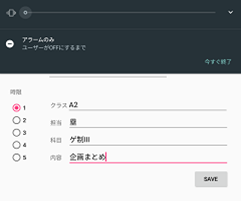 アラームのみ
ユーザーがOFFにするまで
今すぐ終了
時限
1
2
3
4
5
クラス A2
担当
科目 ゲ制III
内容 企画まとめ
SAVE